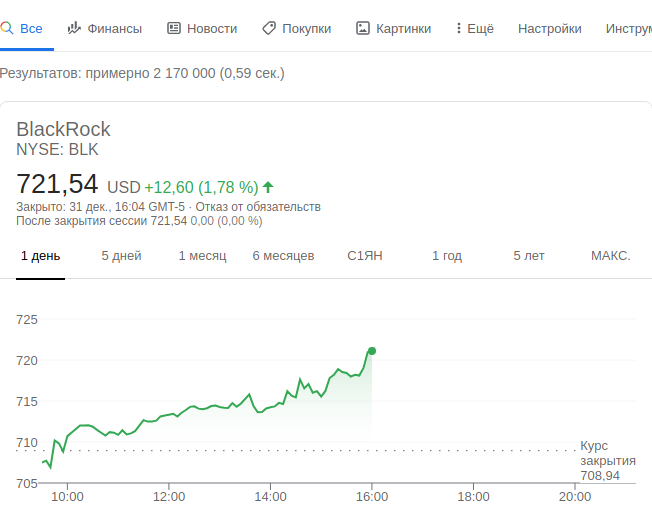 Все Финансы Новости Покупки Картинки Ещё Настройки Инструм
Результатов: примерно 2 170 000 (0,59 сек.)
BlackRock
NYSE: BLK
721,54 USD +12,60 (1,78 %)
Закрыто: 31 дек., 16:04 GMT-5 · Отказ от обязательств
После закрытия сессии 721,54 0,00 (0,00 %)
1 день 5 дней 1 месяц 6 месяцев С1ЯН 1 год 5 лет МАКС.
725
720
715
710
Курс
закрытия
708,94
705
10:00 12:00 14:00 16:00 18:00 20:00